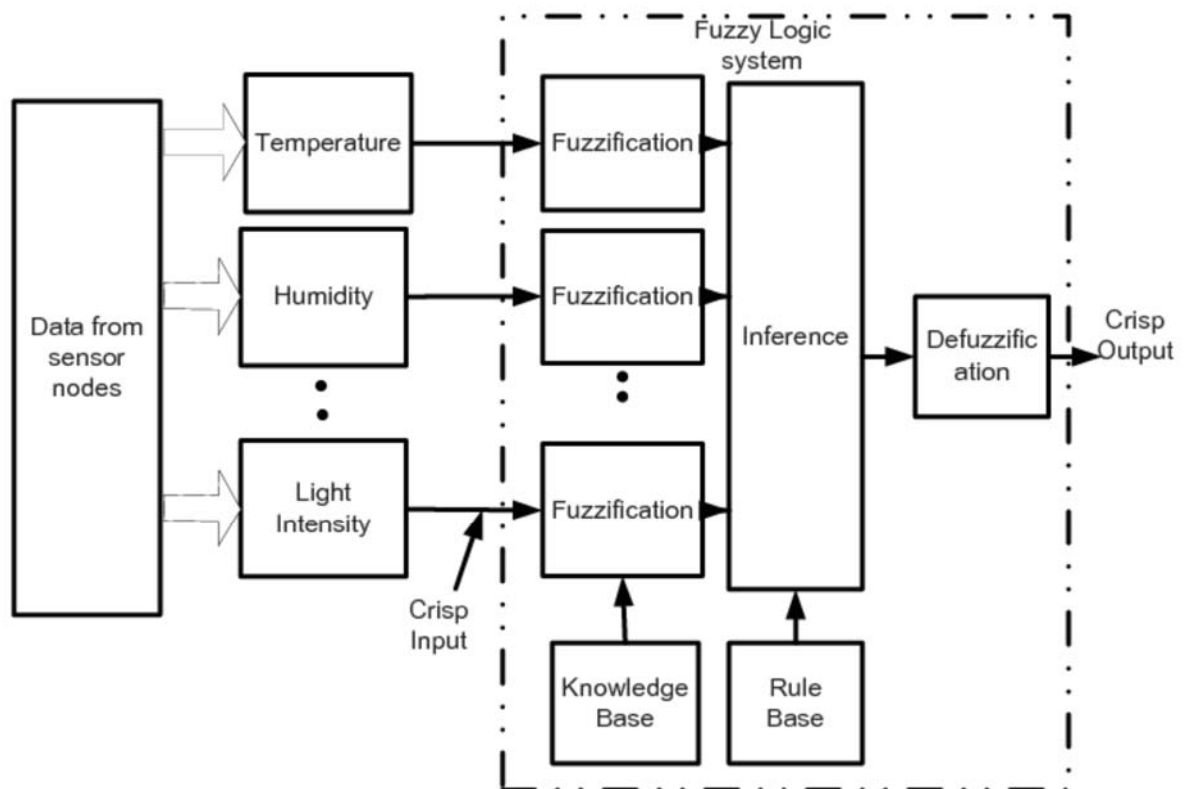 Fuzzy Logic
system
Temperature
Fuzzification
Humidity
Fuzzification
Data from
sensor
nodes
Inference
Defuzzific
ation
Crisp
Output
Light
Intensity
Fuzzification
Crisp
Input
Knowledge
Base
Rule
Base